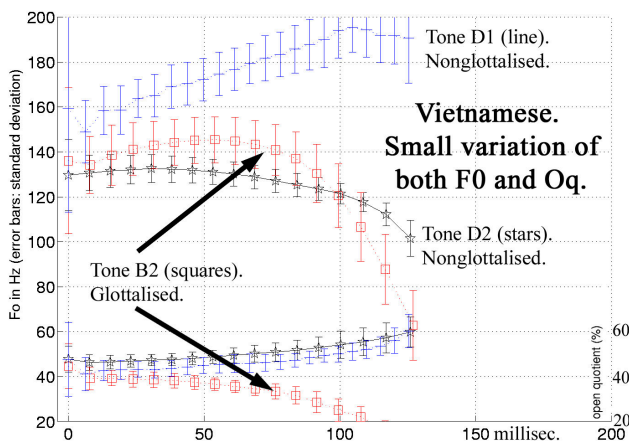 200
180
160
140
120
100
80
60
40
20
Fo in Hz (error bars: standard deviation)
Tone D1 (line).
Nonglottalised.
Vietnamese.
Small variation of
both F0 and Oq.
Tone D2 (stars).
Nonglottalised.
Tone B2 (squares).
Glottalised.
60
40
20
open quotient (%)
0
50
100
150
millisec.
200